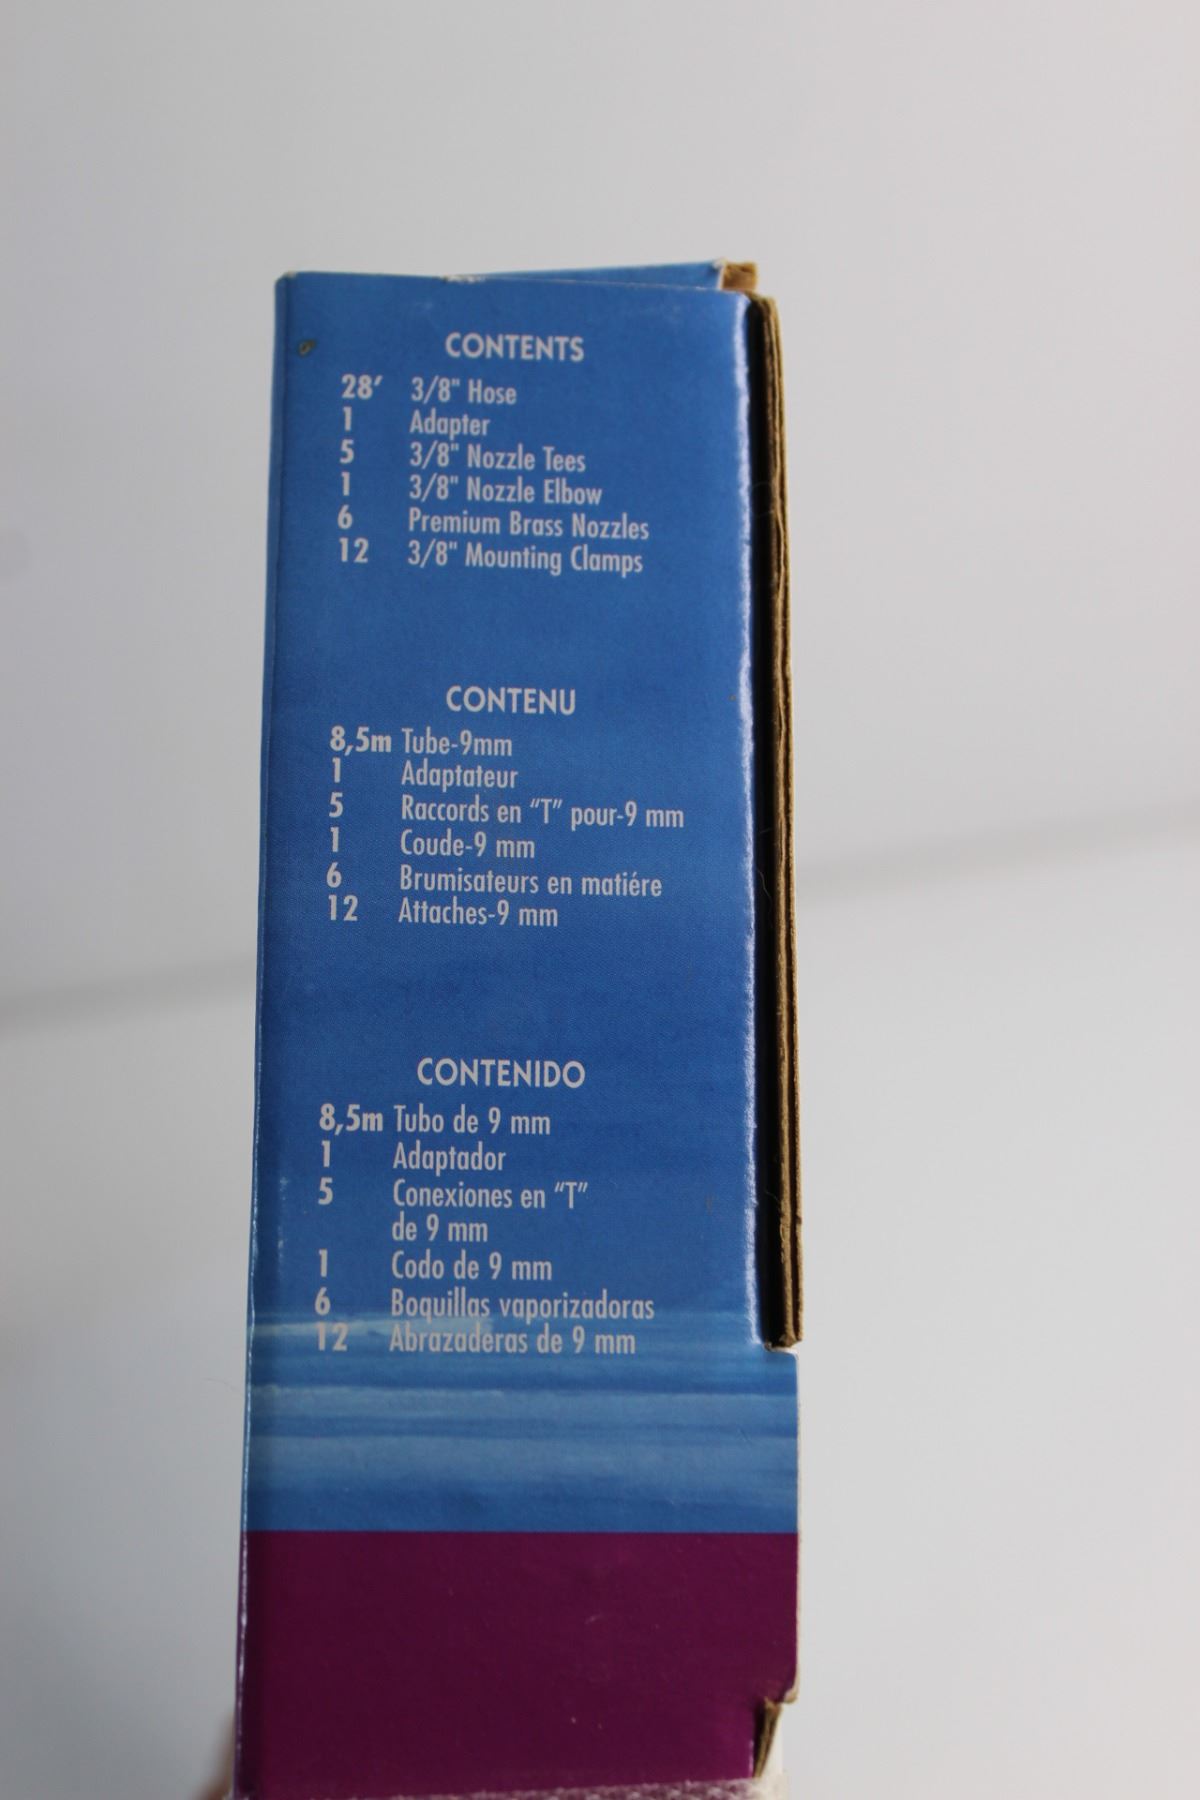 CONTENTS
28' 3/8" Hose
1 Adapter
5 3/8" Nozzle Tees
1 3/8" Nozzle Elbow
6 Premium Brass Nozzles
12 3/8" Mounting Clamps
CONTENU
8,5m Tube-9mm
1 Adaptateur
5 Raccords en “T” pour-9 mm
1 Coude-9 mm
6 Brumisateurs en matiére
12 Attaches-9 mm
CONTENIDO
8,5m Tubo de 9 mm
1 Adaptador
5 Conexiones en “T”
de 9 mm
1 Codo de 9 mm
6 Boquillas vaporizadoras
12 Abrazaderas de 9 mm